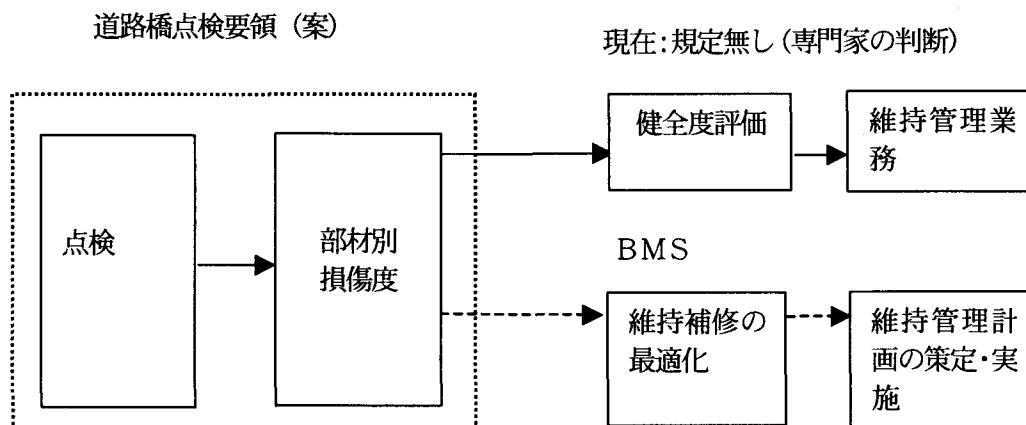 道路橋点検要領（案）
現在：規定無し（専門家の判断）
点検
部材別
損傷度
健全度評価
維持管理業
務
ＢＭＳ
維持補修の
最適化
維持管理計
画の策定・実
施